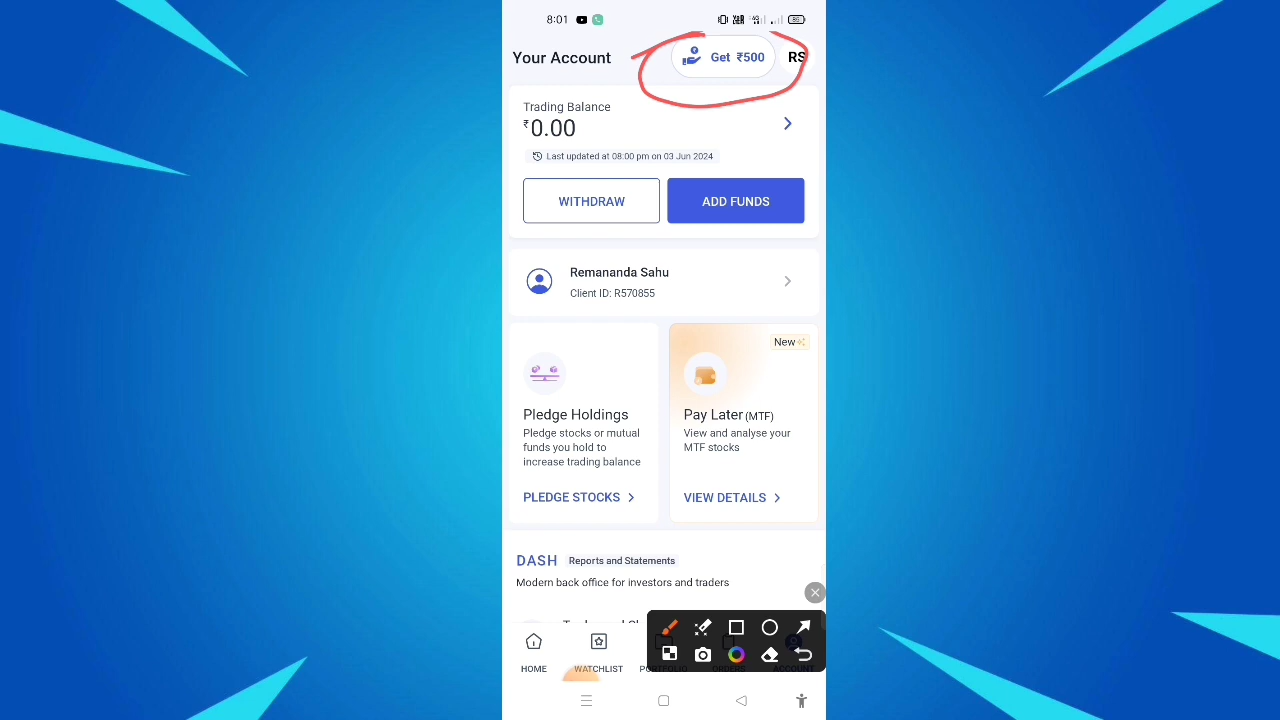 8:01
Your Account
Get ₹500
RS
Trading Balance
₹0.00
Last updated at 08:00 pm on 03 Jun 2024
WITHDRAW
ADD FUNDS
Remananda Sahu
Client ID: R570855
New
Pledge Holdings
Pledge stocks or mutual
funds you hold to
increase trading balance
PLEDGE STOCKS
Pay Later (MTF)
View and analyse your
MTF stocks
VIEW DETAILS
DASH Reports and Statements
Modern back office for investors and traders
HOME
WATCHLIST
PORTFOLIO
ORDERS
ACCOUNT